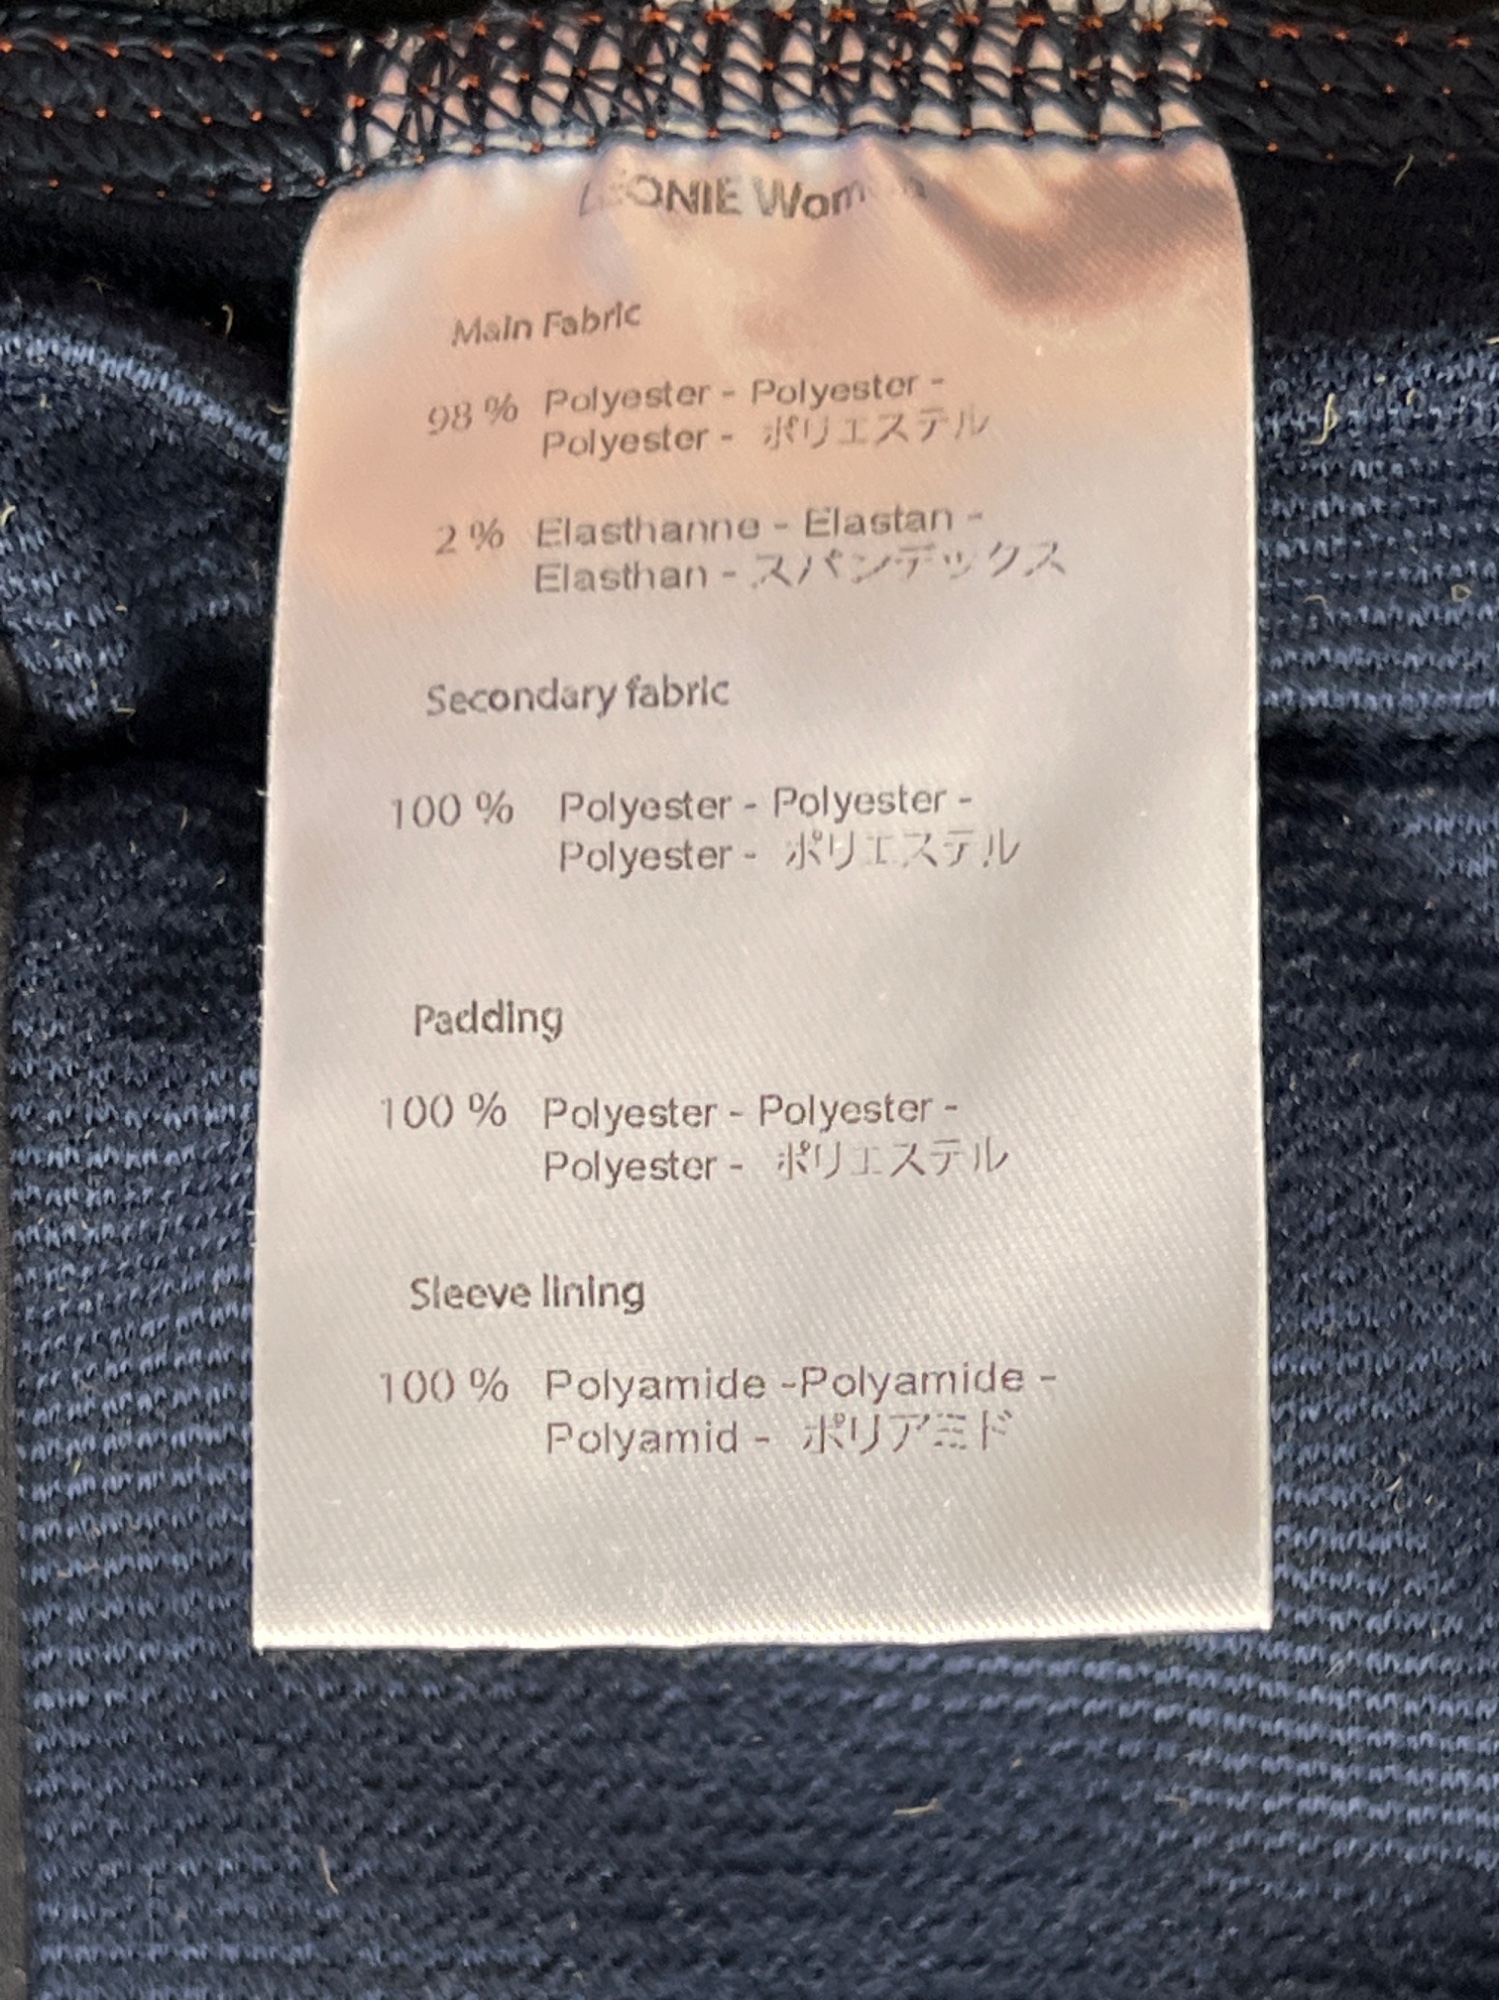 LEONIE Woman
Main Fabric
98 % Polyester - Polyester -
Polyester - ポリエステル
2 % Elasthanne - Elastan -
Elasthan - スパンデックス
Secondary fabric
100 % Polyester - Polyester -
Polyester - ポリエステル
Padding
100 % Polyester - Polyester -
Polyester - ポリエステル
Sleeve lining
100 % Polyamide -Polyamide -
Polyamid - ポリアミド